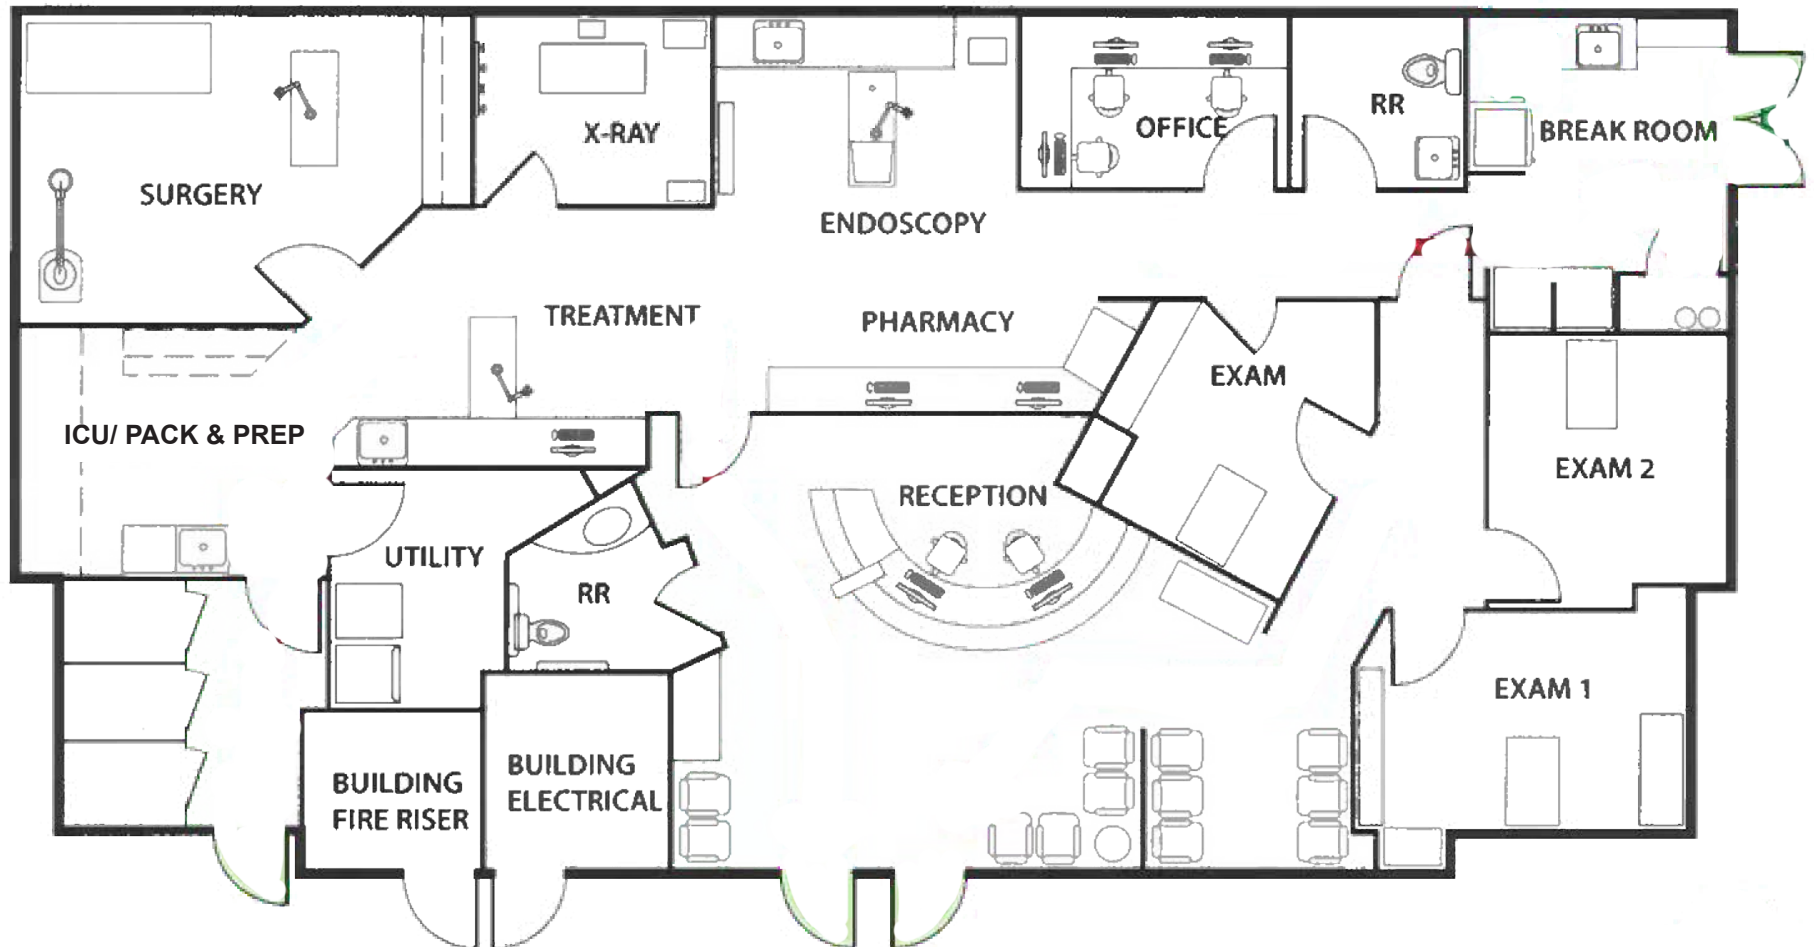 X-RAY
OFFICE
RR
BREAK ROOM
SURGERY
ENDOSCOPY
TREATMENT
PHARMACY
EXAM
ICU/ PACK & PREP
EXAM 2
RECEPTION
UTILITY
RR
EXAM 1
BUILDING
FIRE RISER
BUILDING
ELECTRICAL